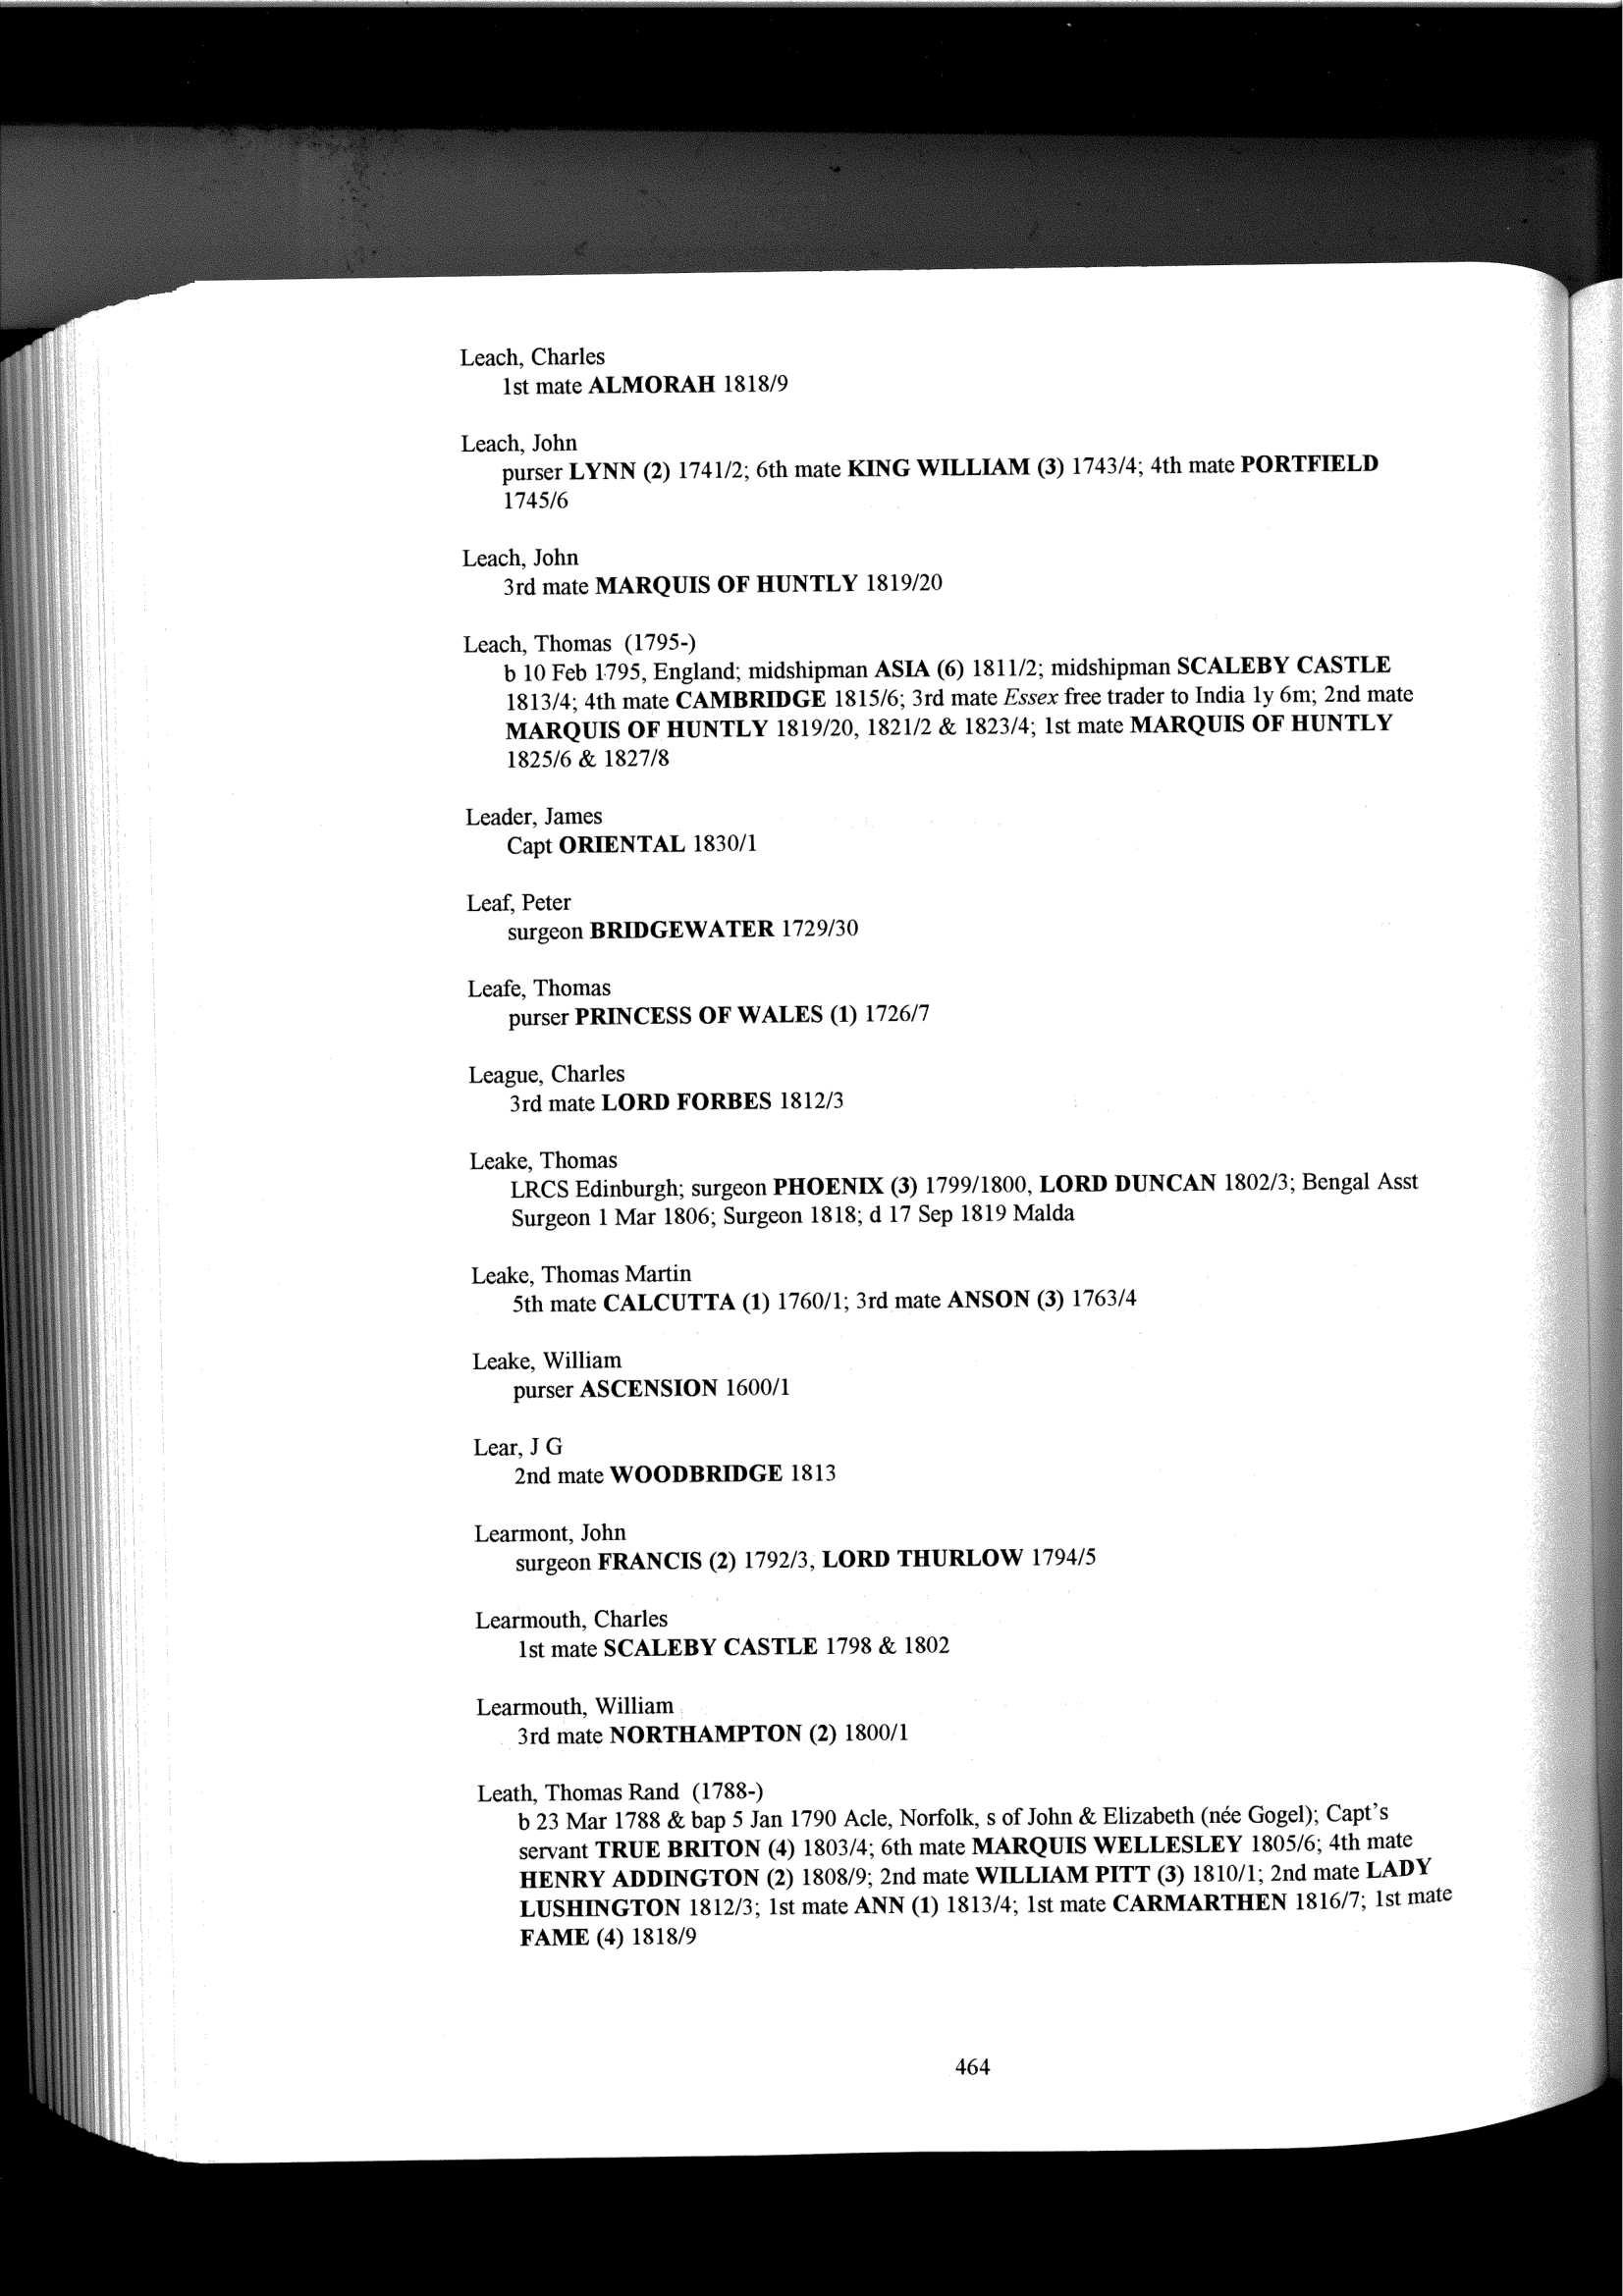 Leach, Charles
1st mate ALMORAH 1818/9
Leach, John
purser LYNN (2) 1741/2; 6th mate KING WILLIAM (3) 1743/4; 4th mate PORTFIELD
1745/6
Leach, John
3rd mate MARQUIS OF HUNTLY 1819/20
Leach, Thomas (1795-)
b 10 Feb 1795, England; midshipman ASIA (6) 1811/2; midshipman SCALEBY CASTLE
1813/4; 4th mate CAMBRIDGE 1815/6; 3rd mate Essex free trader to India 1y 6m; 2nd mate
MARQUIS OF HUNTLY 1819/20, 1821/2 & 1823/4; 1st mate MARQUIS OF HUNTLY
1825/6 & 1827/8
Leader, James
Capt ORIENTAL 1830/1
Leaf, Peter
surgeon BRIDGEWATER 1729/30
Leafe, Thomas
purser PRINCESS OF WALES (1) 1726/7
League, Charles
3rd mate LORD FORBES 1812/3
Leake, Thomas
LRCS Edinburgh; surgeon PHOENIX (3) 1799/1800, LORD DUNCAN 1802/3; Bengal Asst
Surgeon 1 Mar 1806; Surgeon 1818; d 17 Sep 1819 Malda
Leake, Thomas Martin
5th mate CALCUTTA (1) 1760/1; 3rd mate ANSON (3) 1763/4
Leake, William
purser ASCENSION 1600/1
Lear, J G
2nd mate WOODBRIDGE 1813
Learmont, John
surgeon FRANCIS (2) 1792/3, LORD THURLOW 1794/5
Learmouth, Charles
1st mate SCALEBY CASTLE 1798 & 1802
Learmouth, William
3rd mate NORTHAMPTON (2) 1800/1
Leath, Thomas Rand (1788-)
b 23 Mar 1788 & bap 5 Jan 1790 Acle, Norfolk, s of John & Elizabeth (née Gogel); Capt's
servant TRUE BRITON (4) 1803/4; 6th mate MARQUIS WELLESLEY 1805/6; 4th mate
HENRY ADDINGTON (2) 1808/9; 2nd mate WILLIAM PITT (3) 1810/1; 2nd mate LADY
LUSHINGTON 1812/3; 1st mate ANN (1) 1813/4; 1st mate CARMARTHEN 1816/7; 1st mate
FAME (4) 1818/9
464